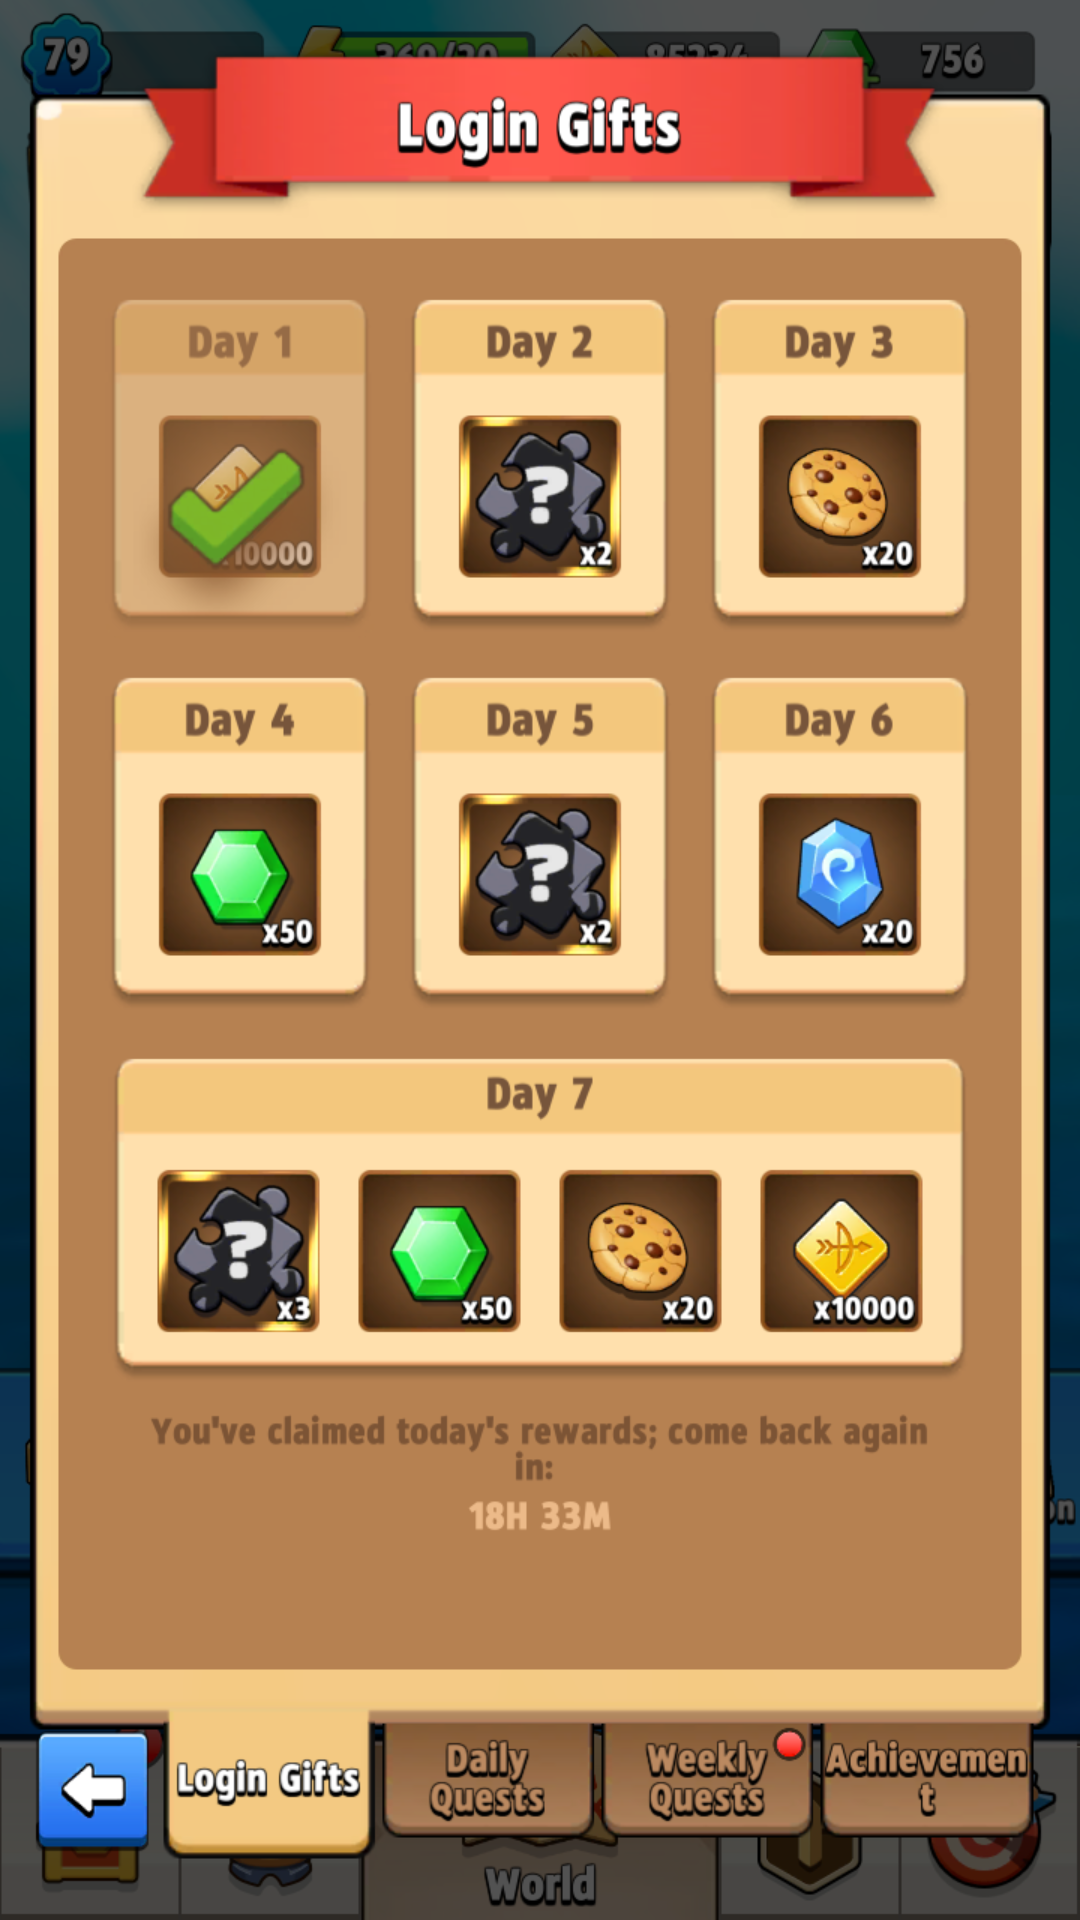 79
756
Login Gifts
Day 1
Day 2
Day 3
10000
?
x2
x20
Day 4
Day 5
Day 6
x50
?
x2
x20
Day 7
?
x3
x50
x20
x10000
You've claimed today's rewards; come back again
in:
18H 33M
on
Login Gifts
Daily
Quests
Weekly
Quests
Achievemen
t
World